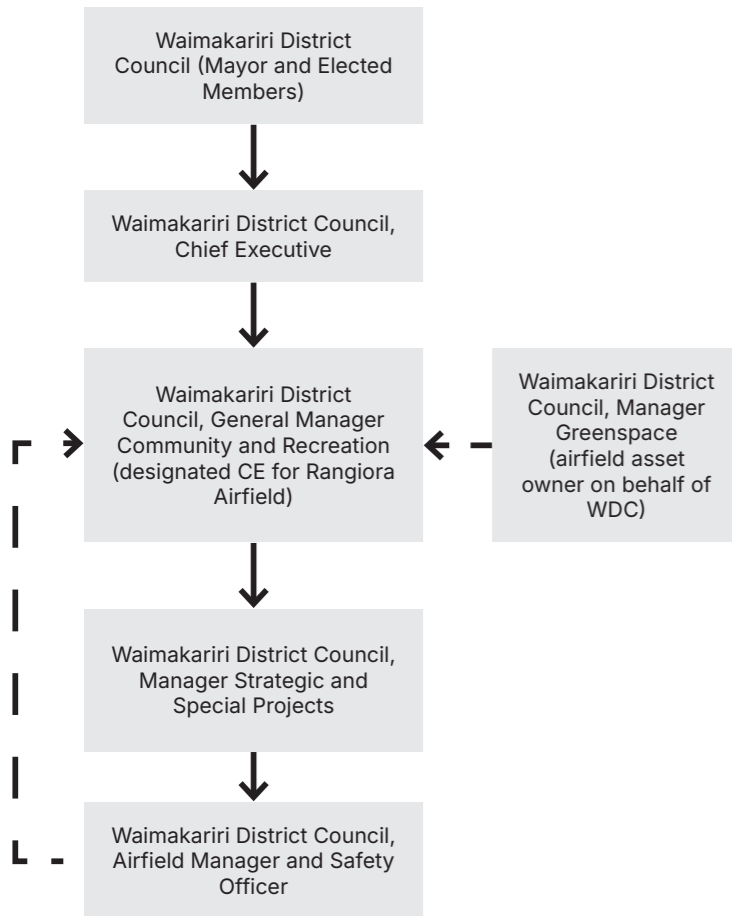 Waimakariri District
Council (Mayor and Elected
Members)
Waimakariri District Council,
Chief Executive
Waimakariri District
Council, General Manager
Community and Recreation
(designated CE for Rangiora
Airfield)
Waimakariri District
Council, Manager
Greenspace
(airfield asset
owner on behalf of
WDC)
Waimakariri District Council,
Manager Strategic and
Special Projects
Waimakariri District Council,
Airfield Manager and Safety
Officer